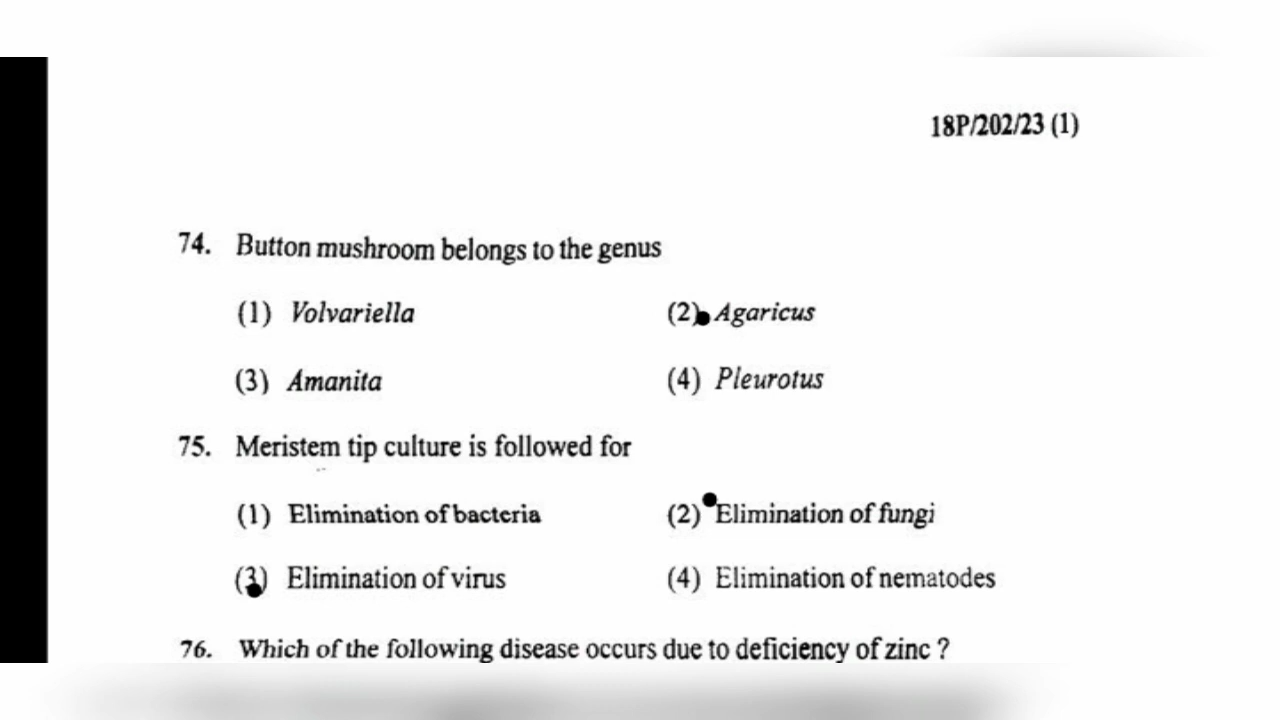 18P/202/23 (1)
74. Button mushroom belongs to the genus
(1) Volvariella (2) Agaricus
(3) Amanita (4) Pleurotus
75. Meristem tip culture is followed for
(1) Elimination of bacteria (2) Elimination of fungi
(3) Elimination of virus (4) Elimination of nematodes
76. Which of the following disease occurs due to deficiency of zinc ?